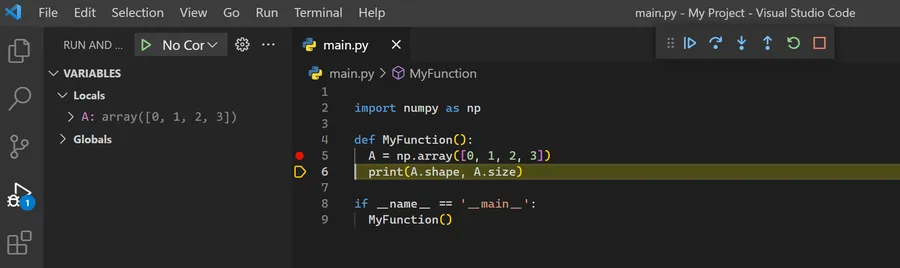 File Edit Selection View Go Run Terminal Help main.py - My Project - Visual Studio Code
RUN AND ... No Cor ...
VARIABLES
Locals
A: array([0, 1, 2, 3])
Globals
1
main.py
main.py > MyFunction
1
2 import numpy as np
3
4 def MyFunction():
5 A = np.array([0, 1, 2, 3])
6 print(A.shape, A.size)
7
8 if __name__ == '__main__':
9 MyFunction()